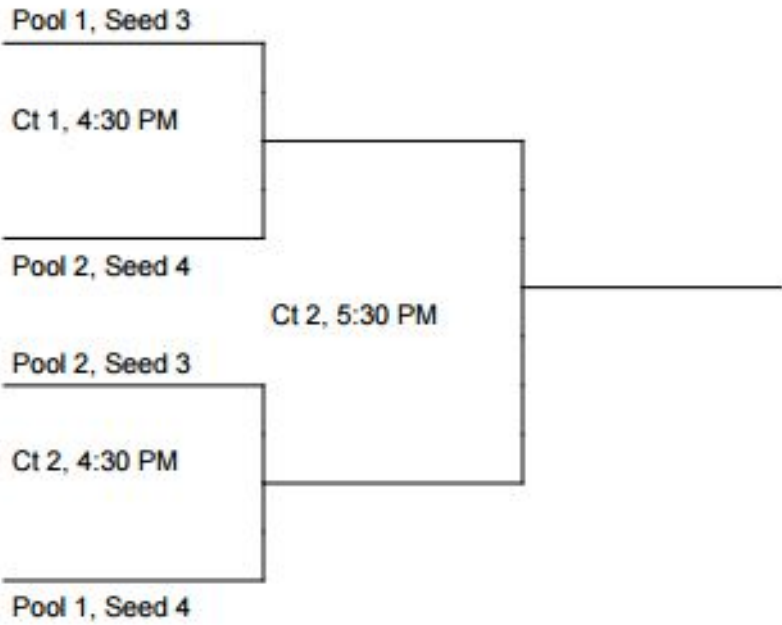 Pool 1, Seed 3
Ct 1, 4:30 PM
Pool 2, Seed 4
Ct 2, 5:30 PM
Pool 2, Seed 3
Ct 2, 4:30 PM
Pool 1, Seed 4